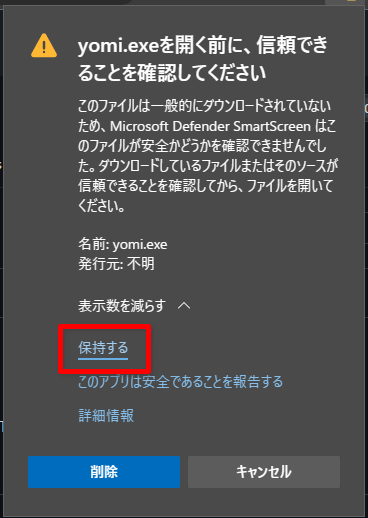 yomi.exeを開く前に、信頼でき
ることを確認してください
このファイルは一般的にダウンロードされていない
ため、Microsoft Defender SmartScreen はこ
のファイルが安全かどうかを確認できませんでし
た。ダウンロードしているファイルまたはそのソースが
信頼できることを確認してから、ファイルを開いて
ください。
名前: yomi.exe
発行元: 不明
表示数を減らす
保持する
このアプリは安全であることを報告する
詳細情報
削除
キャンセル